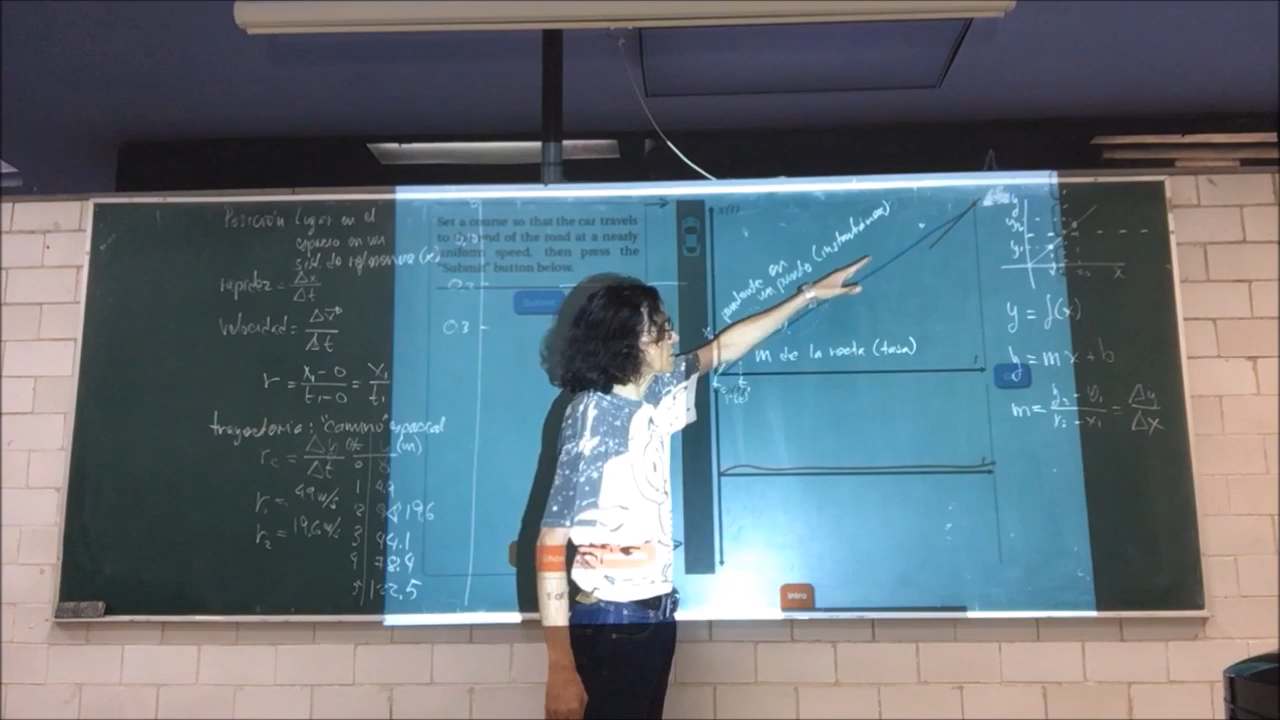 Posición lugar en el
espacio en un
sist. de referencia (x)
rapidez = Δx/Δt
velocidad = Δx⃗/Δt
r = x₁-0/t₁-0 = x₁/t₁
trayectoria: "camino" espacial
r = Δy/Δt
(m)
0
1 4.9
2 19.6
3 44.1
4 78.4
5 122.5
r₁ = 4.9 m/s
r₂ = 19.6 m/s
0.3
Set a course so that the car travels
to the end of the road at a nearly
uniform speed, then press the
"Submit" button below.
Submit
x(t)
pendiente en
un punto (instantánea)
m de la recta (tasa)
t
Intro
y
x
y = f(x)
y = mx + b
m = y₂ - y₁/x₂ - x₁ = Δy/Δx